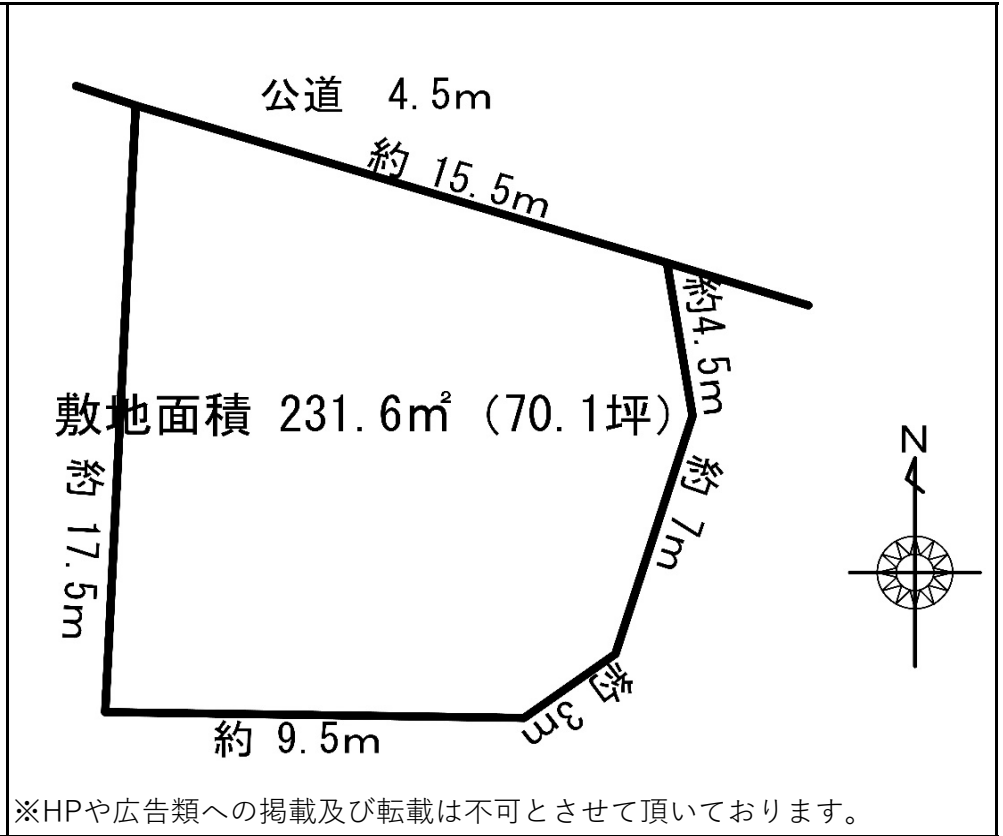 公道 4.5m
約 15.5m
約4.5m
敷地面積 231.6㎡（70.1坪）
N
約 7m
約 17.5m
約 3m
約 9.5m
※HPや広告類への掲載及び転載は不可とさせて頂いております。